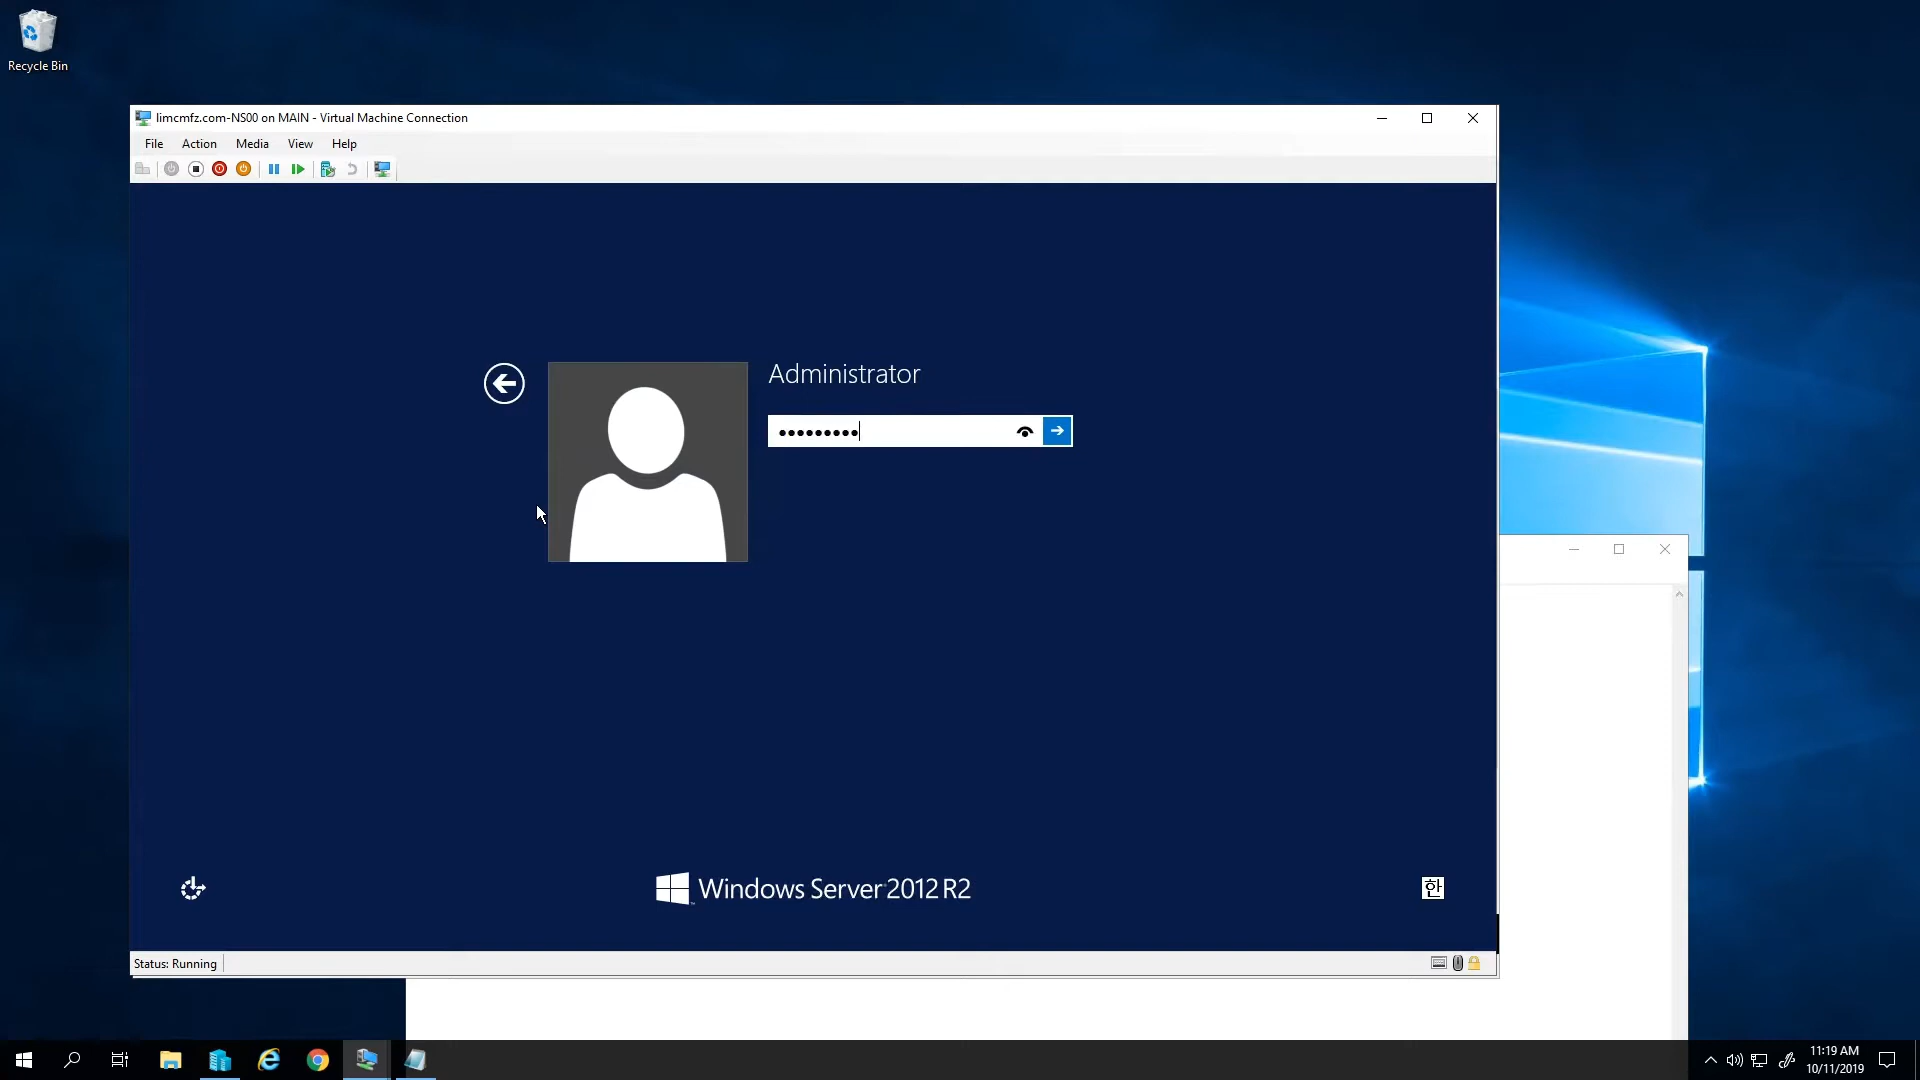 Recycle Bin
limcmfz.com-NS00 on MAIN - Virtual Machine Connection
File Action Media View Help
Administrator
Windows Server 2012 R2
한
Status: Running
11:19 AM
10/11/2019